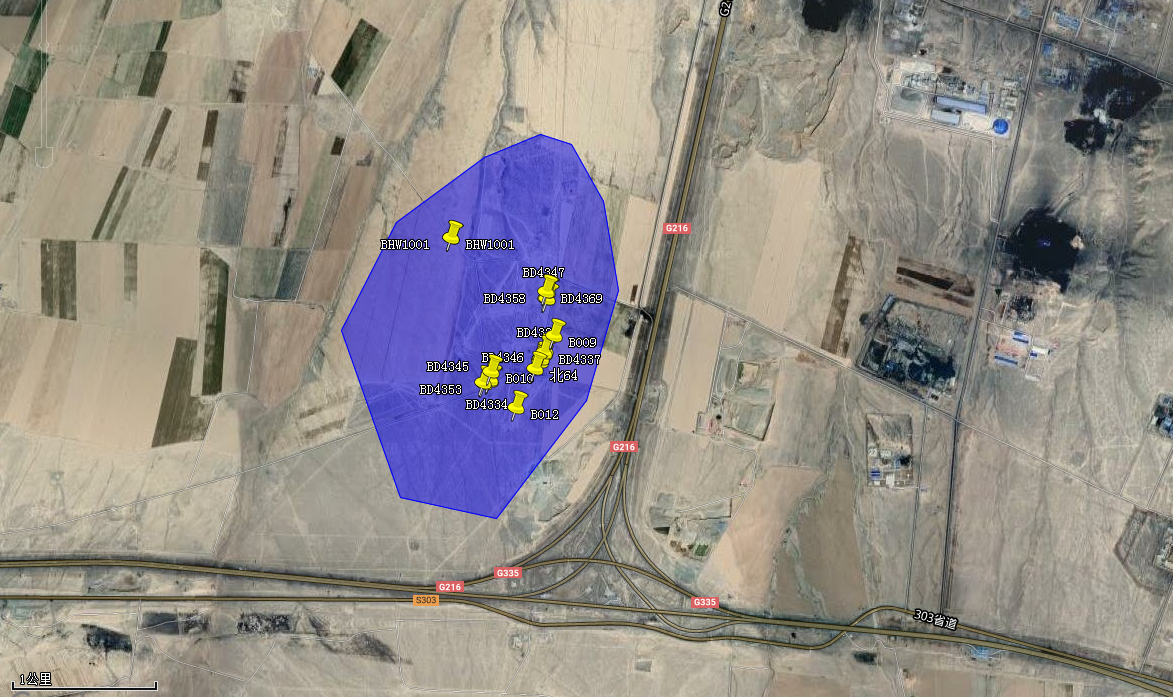 G216
BHW1001
BHW1001
BD4347
BD4358
BD4369
B009
BD4346
BD4337
BD4345
B010
北64
BD4353
BD4334
B012
G216
G335
G216
S303
G335
303省道
1公里